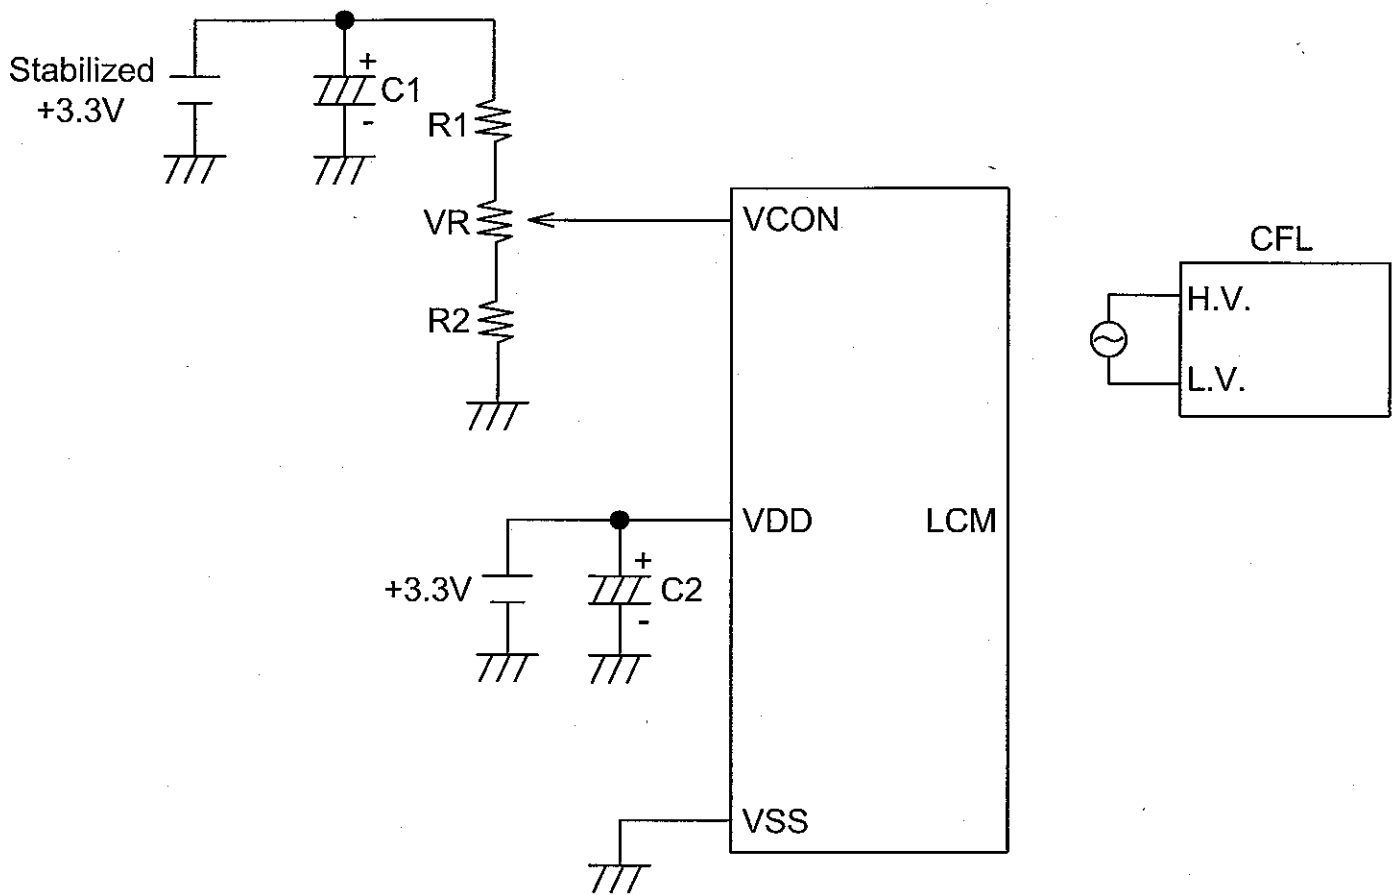 Stabilized
+3.3V
+
C1
-
R1
VR
R2
VCON
CFL
H.V.
L.V.
VDD
LCM
+3.3V
+
C2
-
VSS